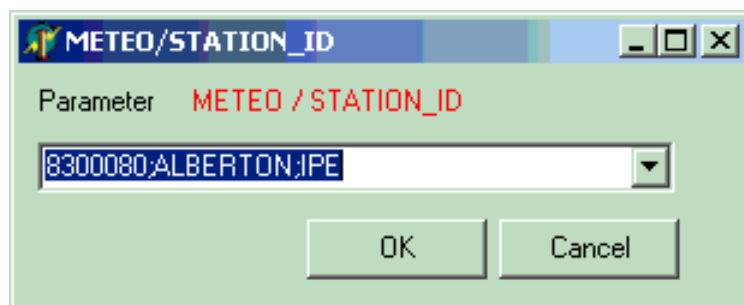 METEO/STATION_ID
Parameter METEO / STATION_ID
8300080;ALBERTON;IPE
OK Cancel